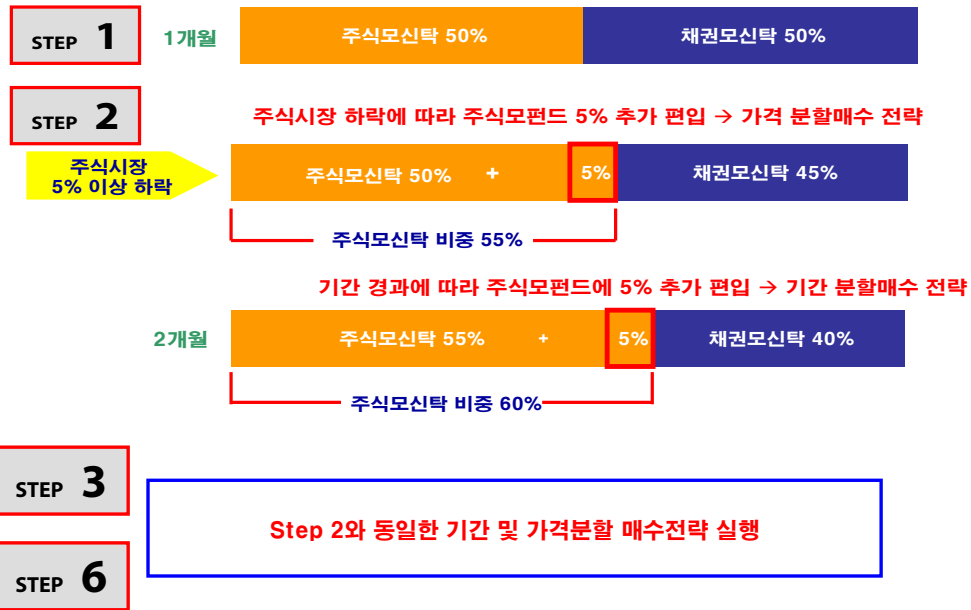 STEP 1
1개월
주식모신탁 50%
채권모신탁 50%
STEP 2
주식시장 하락에 따라 주식모펀드 5% 추가 편입 → 가격 분할매수 전략
주식시장
5% 이상 하락
주식모신탁 50% + 5%
채권모신탁 45%
주식모신탁 비중 55%
기간 경과에 따라 주식모펀드에 5% 추가 편입 → 기간 분할매수 전략
2개월
주식모신탁 55% + 5%
채권모신탁 40%
주식모신탁 비중 60%
STEP 3
Step 2와 동일한 기간 및 가격분할 매수전략 실행
STEP 6